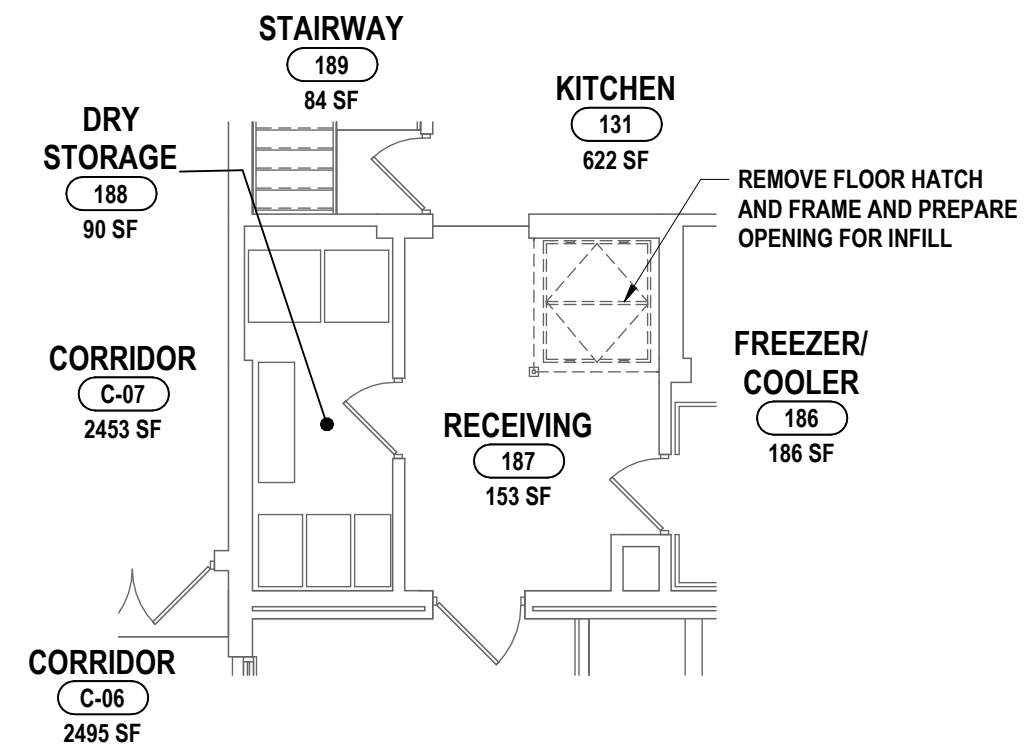 STAIRWAY
189
84 SF
KITCHEN
131
622 SF
DRY
STORAGE
188
90 SF
REMOVE FLOOR HATCH
AND FRAME AND PREPARE
OPENING FOR INFILL
CORRIDOR
C-07
2453 SF
FREEZER/
COOLER
186
186 SF
RECEIVING
187
153 SF
CORRIDOR
C-06
2495 SF